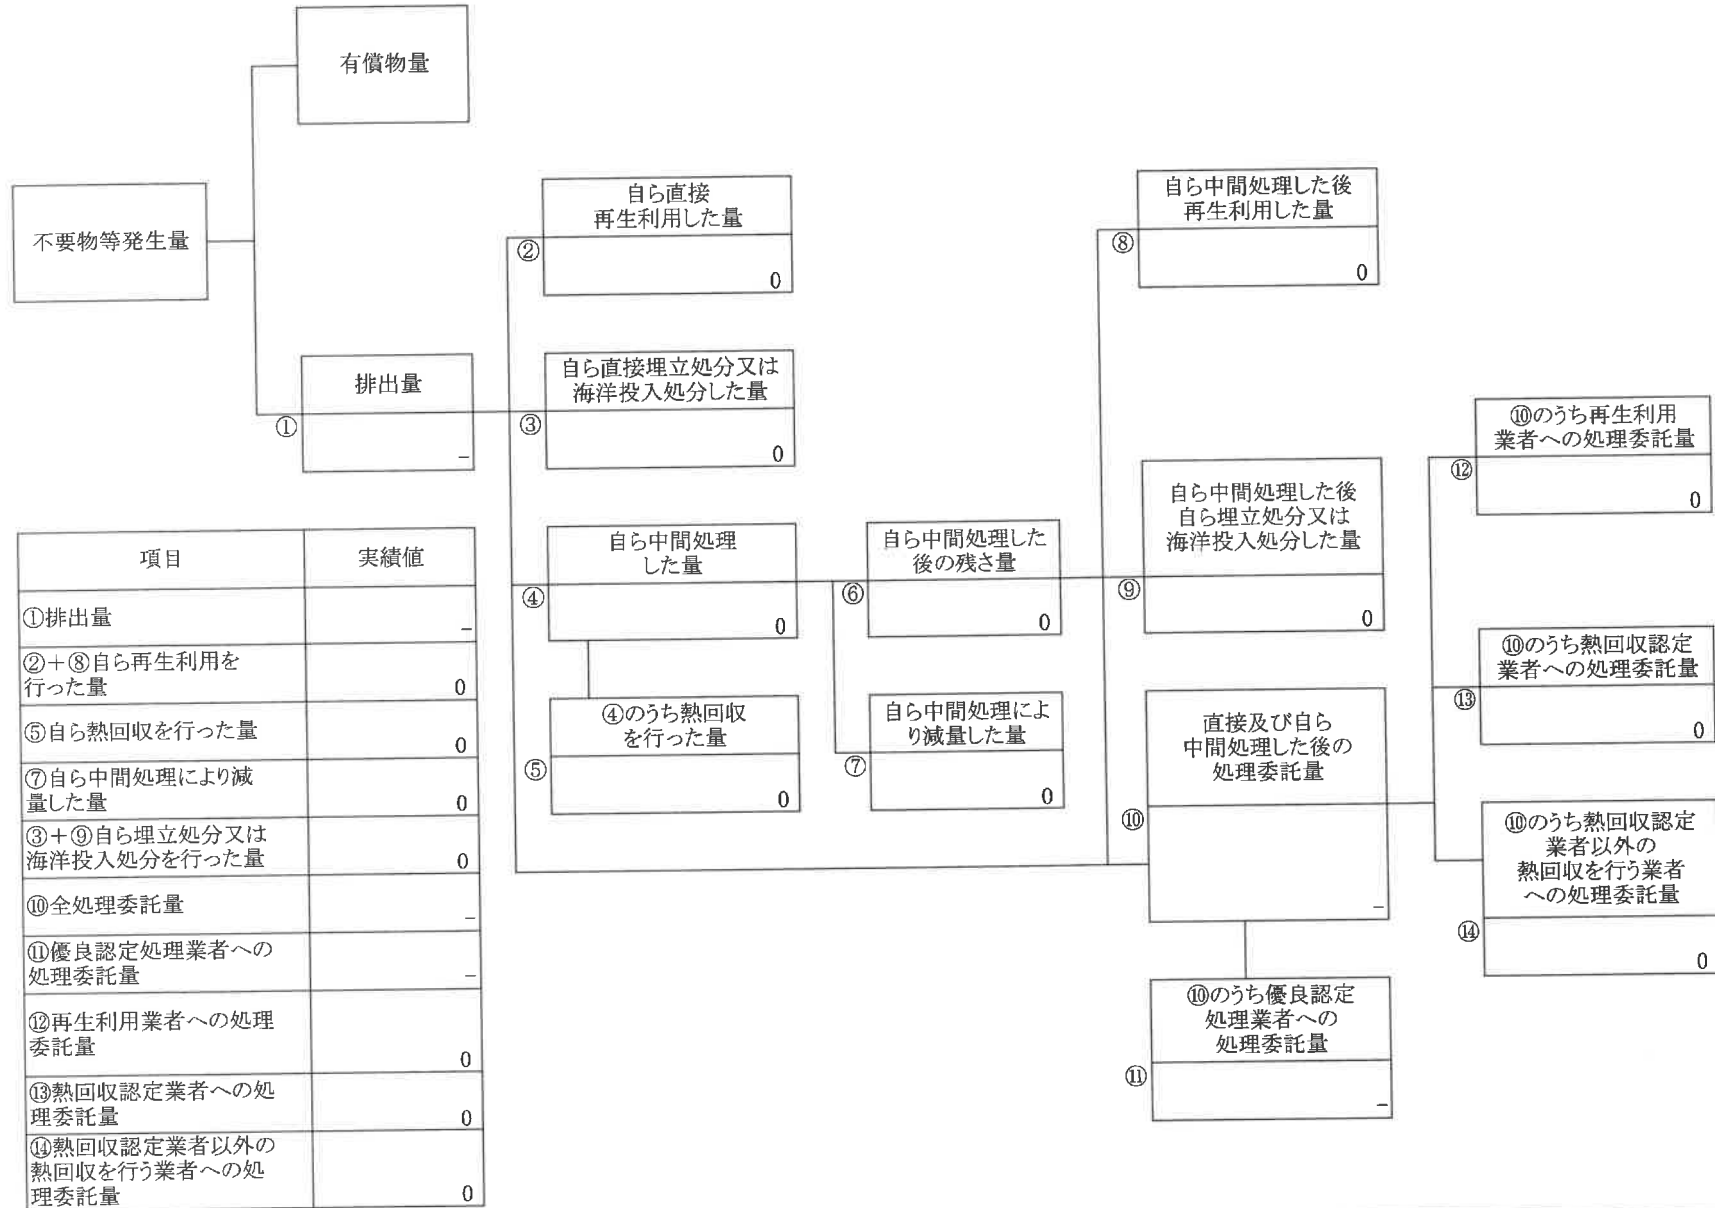 有償物量
不要物等発生量
排出量
①
–
自ら直接
再生利用した量
②
0
自ら直接埋立処分又は
海洋投入処分した量
③
0
自ら中間処理
した量
④
0
④のうち熱回収
を行った量
⑤
0
自ら中間処理した
後の残さ量
⑥
0
自ら中間処理によ
り減量した量
⑦
0
自ら中間処理した後
再生利用した量
⑧
0
自ら中間処理した後
自ら埋立処分又は
海洋投入処分した量
⑨
0
直接及び自ら
中間処理した後の
処理委託量
⑩
–
⑩のうち優良認定
処理業者への
処理委託量
⑪
–
⑩のうち再生利用
業者への処理委託量
⑫
0
⑩のうち熱回収認定
業者への処理委託量
⑬
0
⑩のうち熱回収認定
業者以外の
熱回収を行う業者
への処理委託量
⑭
0
項目 実績値
①排出量 –
②+⑧自ら再生利用を
行った量 0
⑤自ら熱回収を行った量 0
⑦自ら中間処理により減
量した量 0
③+⑨自ら埋立処分又は
海洋投入処分を行った量 0
⑩全処理委託量 –
⑪優良認定処理業者への
処理委託量 –
⑫再生利用業者への処理
委託量 0
⑬熱回収認定業者への処
理委託量 0
⑭熱回収認定業者以外の
熱回収を行う業者への処
理委託量 0